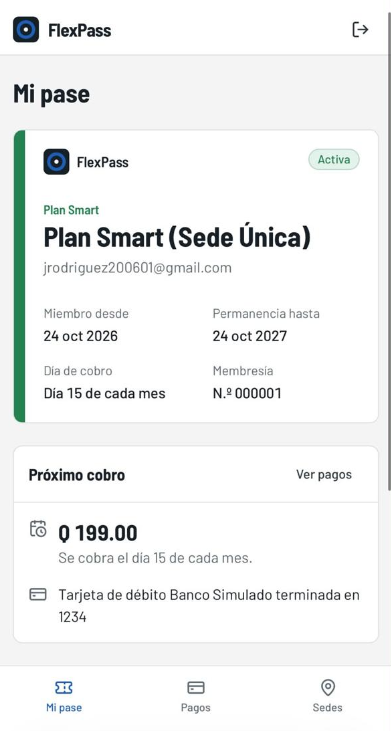 FlexPass
Mi pase
FlexPass
Activa
Plan Smart
Plan Smart (Sede Única)
jrodriguez200601@gmail.com
Miembro desde
Permanencia hasta
24 oct 2026
24 oct 2027
Día de cobro
Membresía
Día 15 de cada mes
N.º 000001
Próximo cobro
Ver pagos
Q 199.00
Se cobra el día 15 de cada mes.
Tarjeta de débito Banco Simulado terminada en
1234
Mi pase
Pagos
Sedes